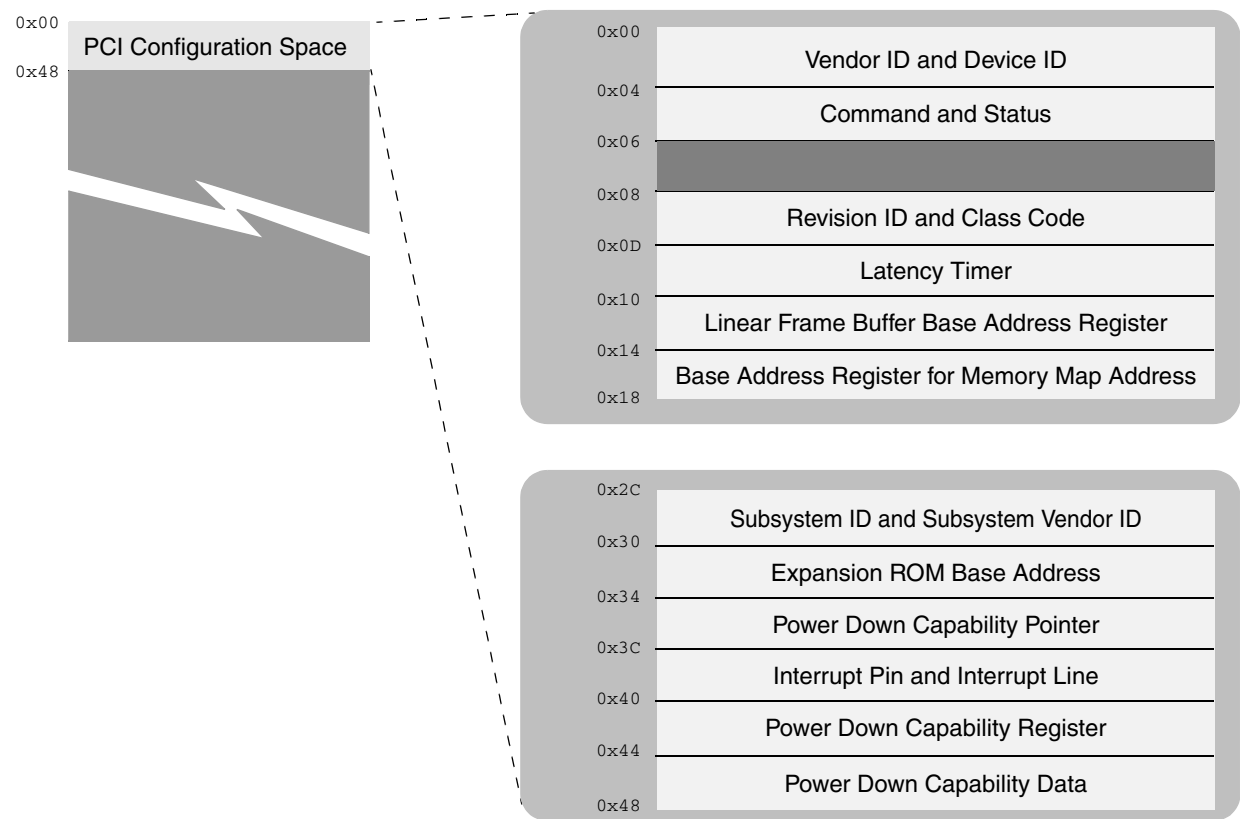 0x00
PCI Configuration Space
0x48
0x00
Vendor ID and Device ID
0x04
Command and Status
0x06
0x08
Revision ID and Class Code
0x0D
Latency Timer
0x10
Linear Frame Buffer Base Address Register
0x14
Base Address Register for Memory Map Address
0x18
0x2C
Subsystem ID and Subsystem Vendor ID
0x30
Expansion ROM Base Address
0x34
Power Down Capability Pointer
0x3C
Interrupt Pin and Interrupt Line
0x40
Power Down Capability Register
0x44
Power Down Capability Data
0x48